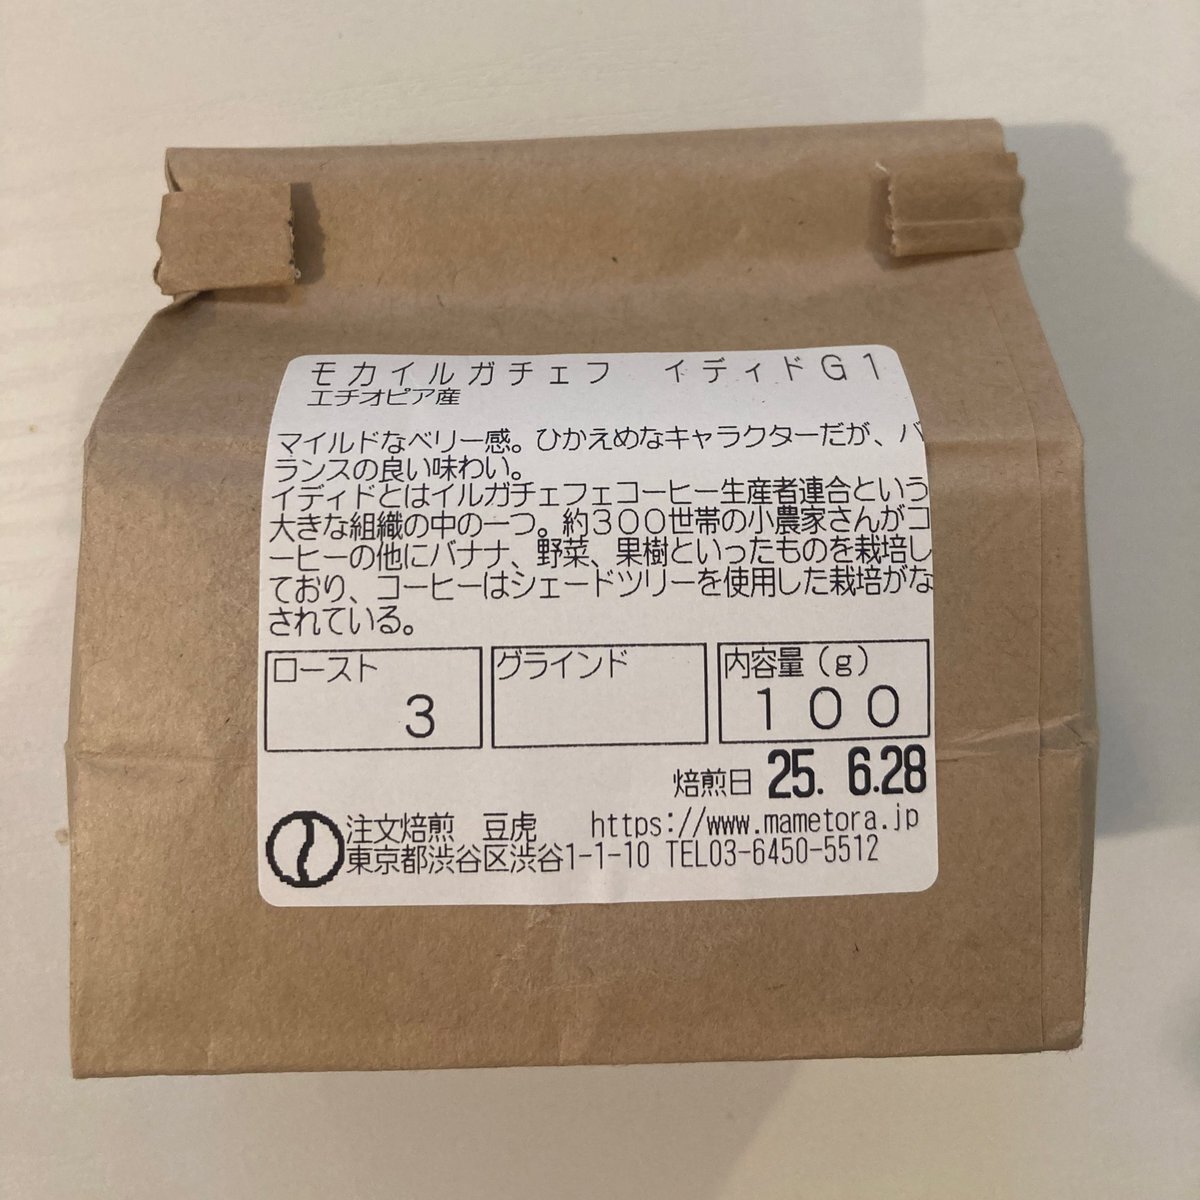 モカイルガチェフ　イディドG1
エチオピア産
マイルドなベリー感。ひかえめなキャラクターだが、バ
ランスの良い味わい。
イディドとはイルガチェフェコーヒー生産者連合という
大きな組織の中の一つ。約300世帯の小農家さんがコ
ーヒーの他にバナナ、野菜、果樹といったものを栽培し
ており、コーヒーはシェードツリーを使用した栽培がな
されている。
ロースト グラインド 内容量(g)
3 100
焙煎日 25. 6.28
注文焙煎　豆虎 https://www.mametora.jp
東京都渋谷区渋谷1-1-10 TEL03-6450-5512